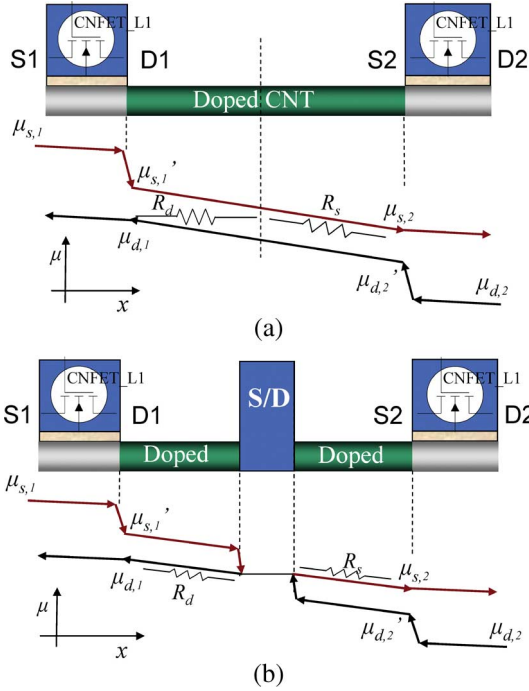 CNFET_L1 CNFET_L1
S1 D1 S2 D2
Doped CNT
μs,1
μs,1’
Rd Rs μs,2
μd,1
μ μd,2’ μd,2
x
(a)
CNFET_L1 S/D CNFET_L1
S1 D1 S2 D2
Doped Doped
μs,1
μs,1’
Rs μs,2
μd,1
Rd
μ μd,2’ μd,2
x
(b)